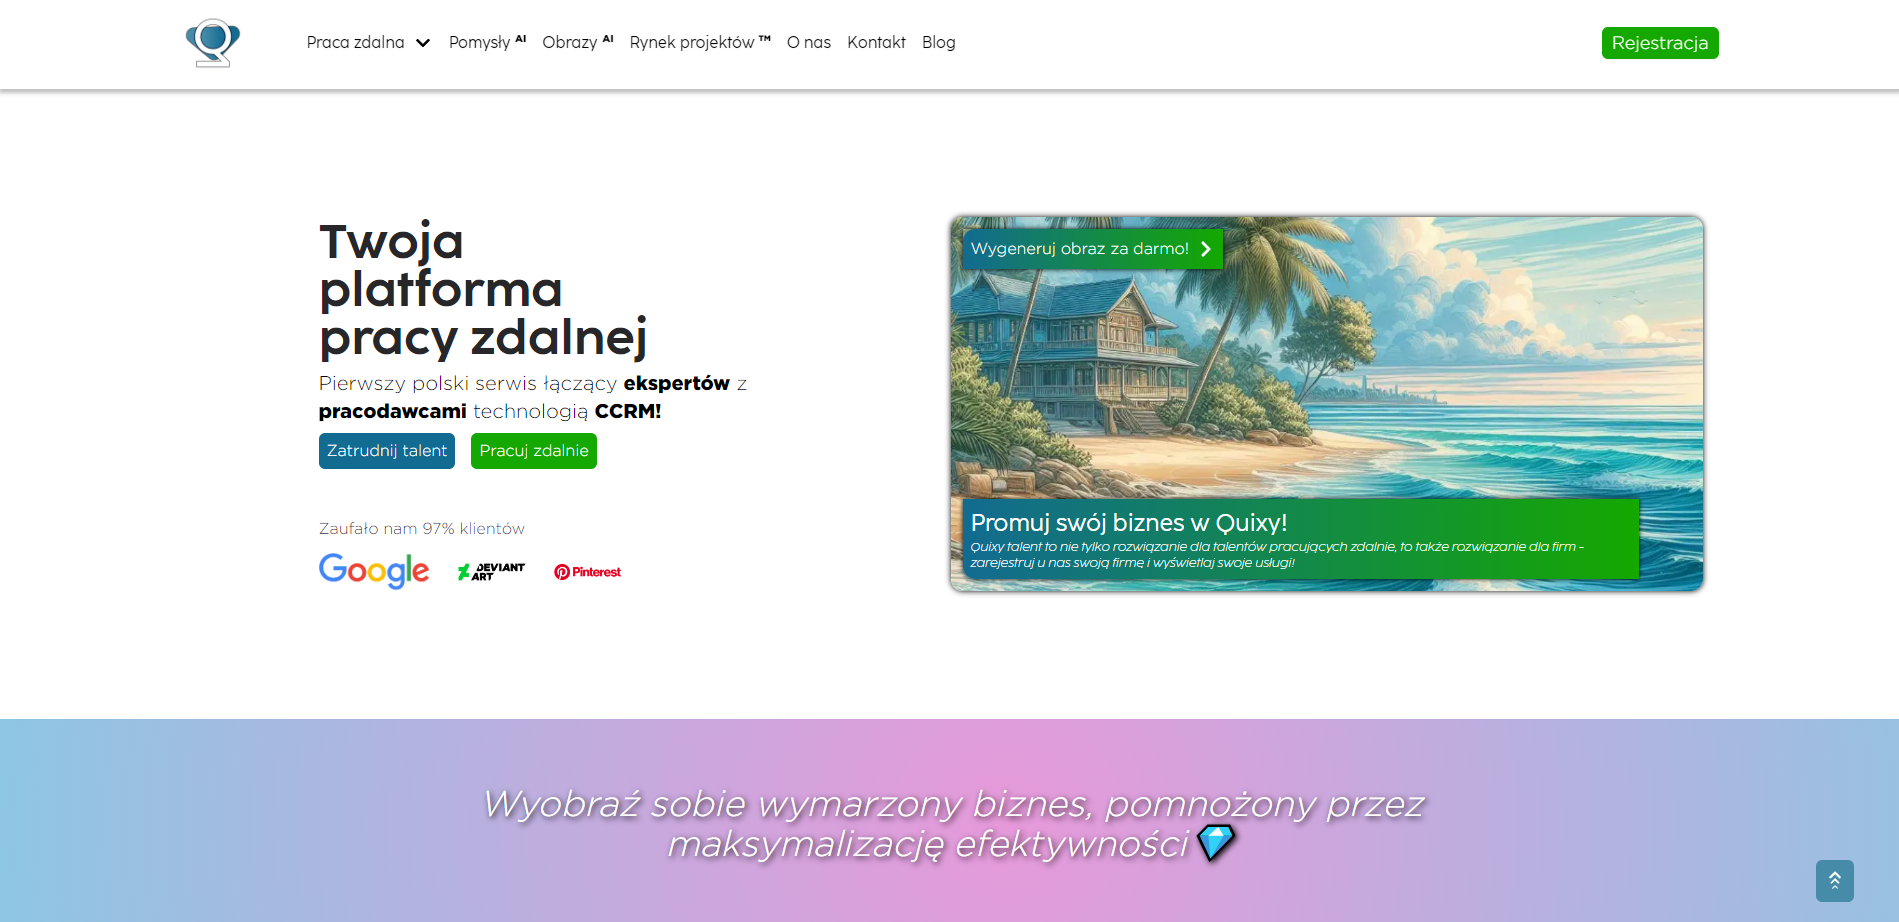 Praca zdalna Pomysły AI Obrazy AI Rynek projektów ™ O nas Kontakt Blog Rejestracja
Twoja
platforma
pracy zdalnej
Pierwszy polski serwis łączący ekspertów z
pracodawcami technologią CCRM!
Zatrudnij talent Pracuj zdalnie
Zaufało nam 97% klientów
Google DEVIANT ART Pinterest
Wygeneruj obraz za darmo!
Promuj swój biznes w Quixy!
Quixy talent to nie tylko rozwiązanie dla talentów pracujących zdalnie, to także rozwiązanie dla firm -
zarejestruj u nas swoją firmę i wyświetlaj swoje usługi!
Wyobraź sobie wymarzony biznes, pomnożony przez
maksymalizację efektywności